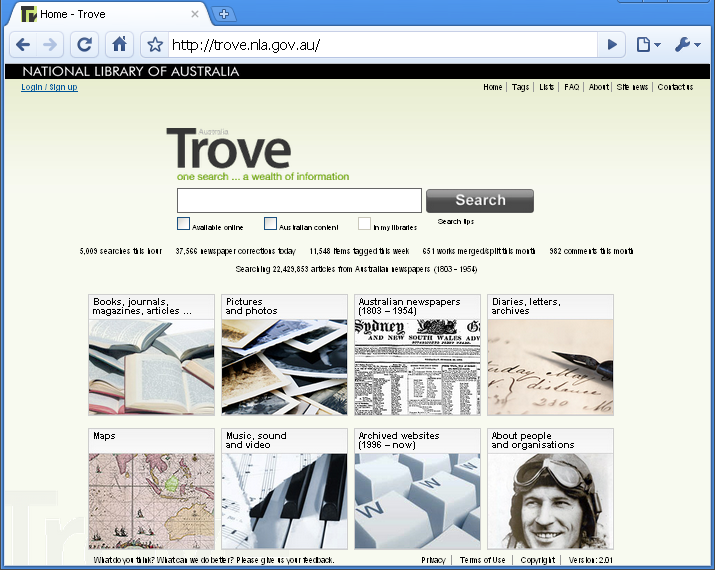 Home - Trove
http://trove.nla.gov.au/
NATIONAL LIBRARY OF AUSTRALIA
Login / Sign up
Home | Tags | Lists | FAQ | About | Site news | Contact us
Australia
Trove
one search ... a wealth of information
Search
Available online
Australian content
In my libraries
Search tips
5,009 searches this hour 37,566 newspaper corrections today 11,548 items tagged this week 651 works merged/split this month 982 comments this month
Searching 22,429,853 articles from Australian newspapers (1803 – 1954)
Books, journals,
magazines, articles ...
Pictures
and photos
Australian newspapers
(1803 – 1954)
Diaries, letters,
archives
Sydney G
AND NEW SOUTH WALES ADV
Maps
Music, sound
and video
Archived websites
(1996 – now)
About people
and organisations
W W W
Tr
What do you think? What can we do better? Please give us your feedback.
Privacy | Terms of Use | Copyright | Version: 2.01